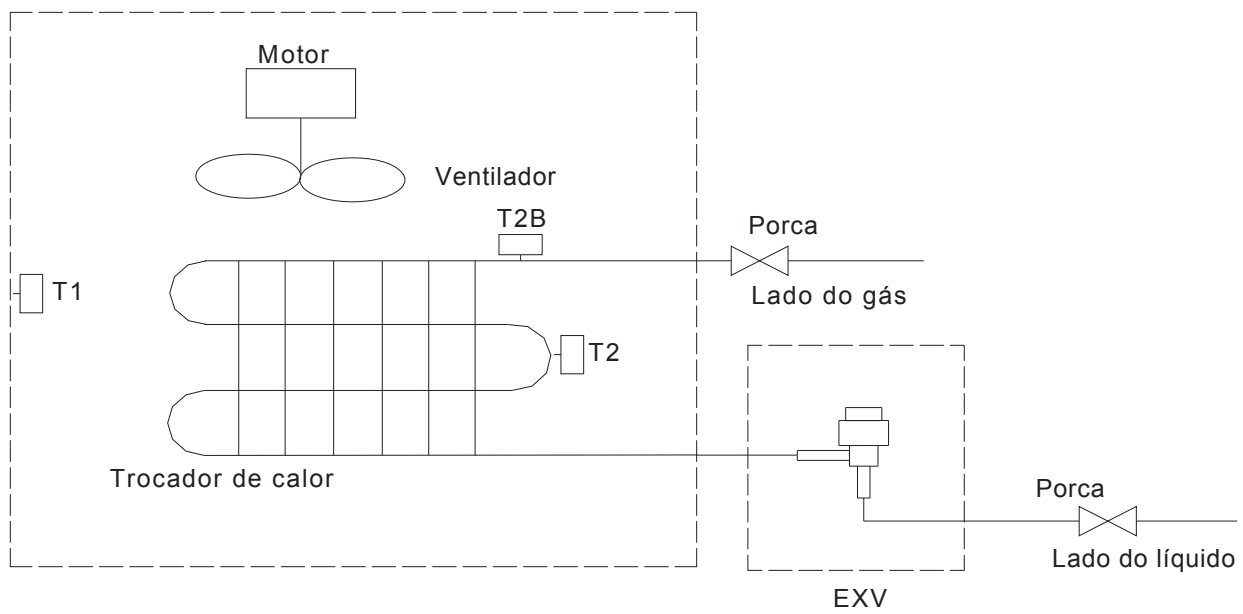 Motor
Ventilador
T2B
Porca
T1
Lado do gás
T2
Trocador de calor
Porca
Lado do líquido
EXV